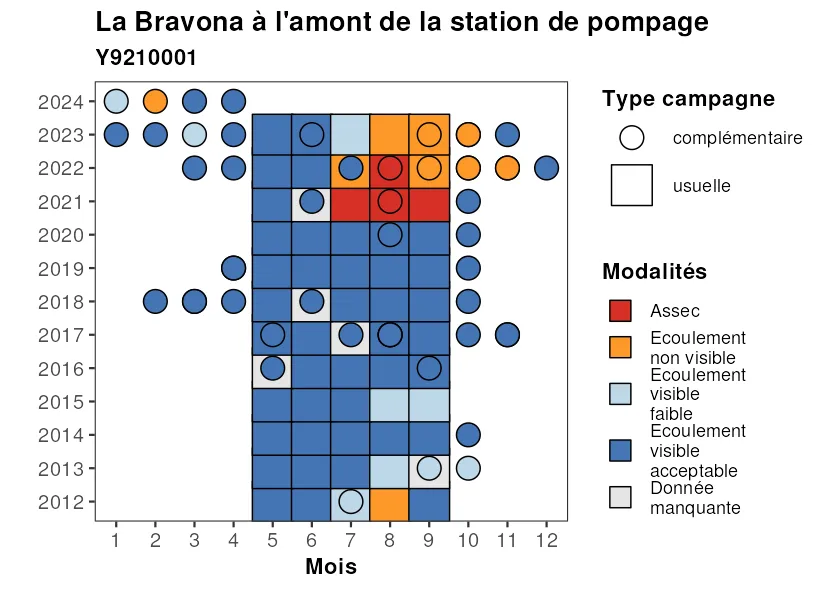 La Bravona à l'amont de la station de pompage
Y9210001
2024
2023
2022
2021
2020
2019
2018
2017
2016
2015
2014
2013
2012
1 2 3 4 5 6 7 8 9 10 11 12
Mois
Type campagne
complémentaire
usuelle
Modalités
Assec
Ecoulement
non visible
Ecoulement
visible
faible
Ecoulement
visible
acceptable
Donnée
manquante